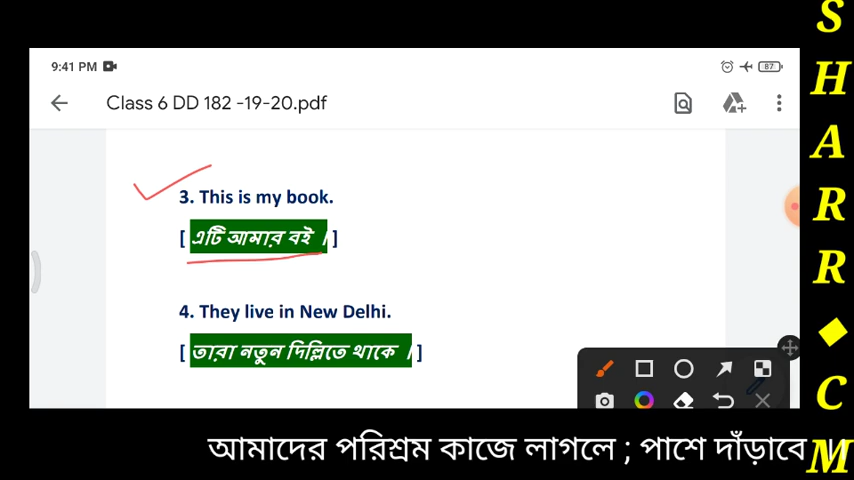 9:41 PM
87
Class 6 DD 182 -19-20.pdf
3. This is my book.
[ এটি আমার বই । ]
4. They live in New Delhi.
[ তারা নতুন দিল্লিতে থাকে । ]
আমাদের পরিশ্রম কাজে লাগলে ; পাশে দাঁড়াবে
S
H
A
R
R
◆
C
M